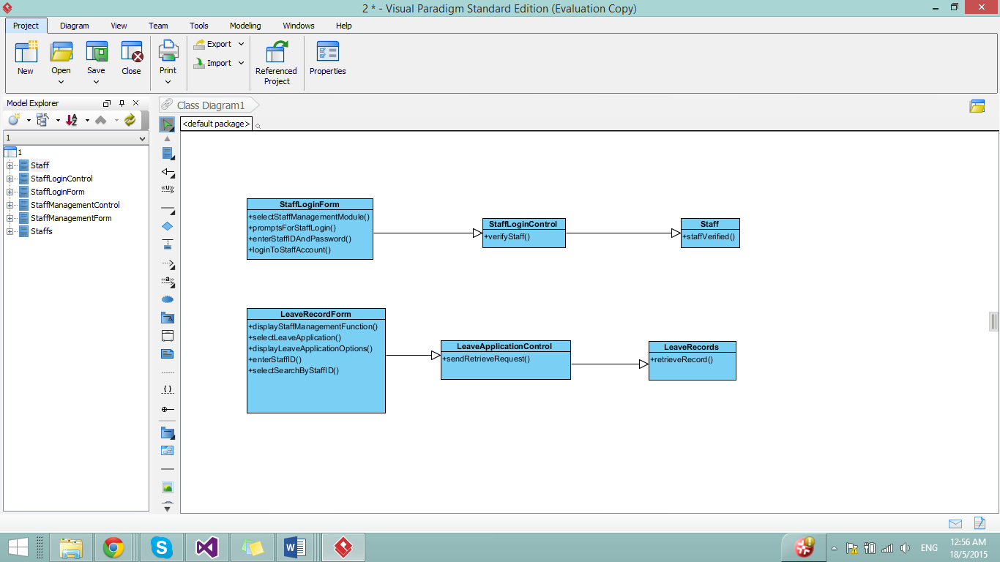 2 * - Visual Paradigm Standard Edition (Evaluation Copy)
Project Diagram View Team Tools Modeling Windows Help
New Open Save Close Print Export Import Referenced Project Properties
Model Explorer
Class Diagram1
<default package>
1
1
Staff
StaffLoginControl
StaffLoginForm
StaffManagementControl
StaffManagementForm
Staffs
<<u>>
<<a>>
{ }
StaffLoginForm
+selectStaffManagementModule()
+promptsForStaffLogin()
+enterStaffIDAndPassword()
+loginToStaffAccount()
StaffLoginControl
+verifyStaff()
Staff
+staffVerified()
LeaveRecordForm
+displayStaffManagementFunction()
+selectLeaveApplication()
+displayLeaveApplicationOptions()
+enterStaffID()
+selectSearchByStaffID()
LeaveApplicationControl
+sendRetrieveRequest()
LeaveRecords
+retrieveRecord()
ENG
12:56 AM
18/5/2015